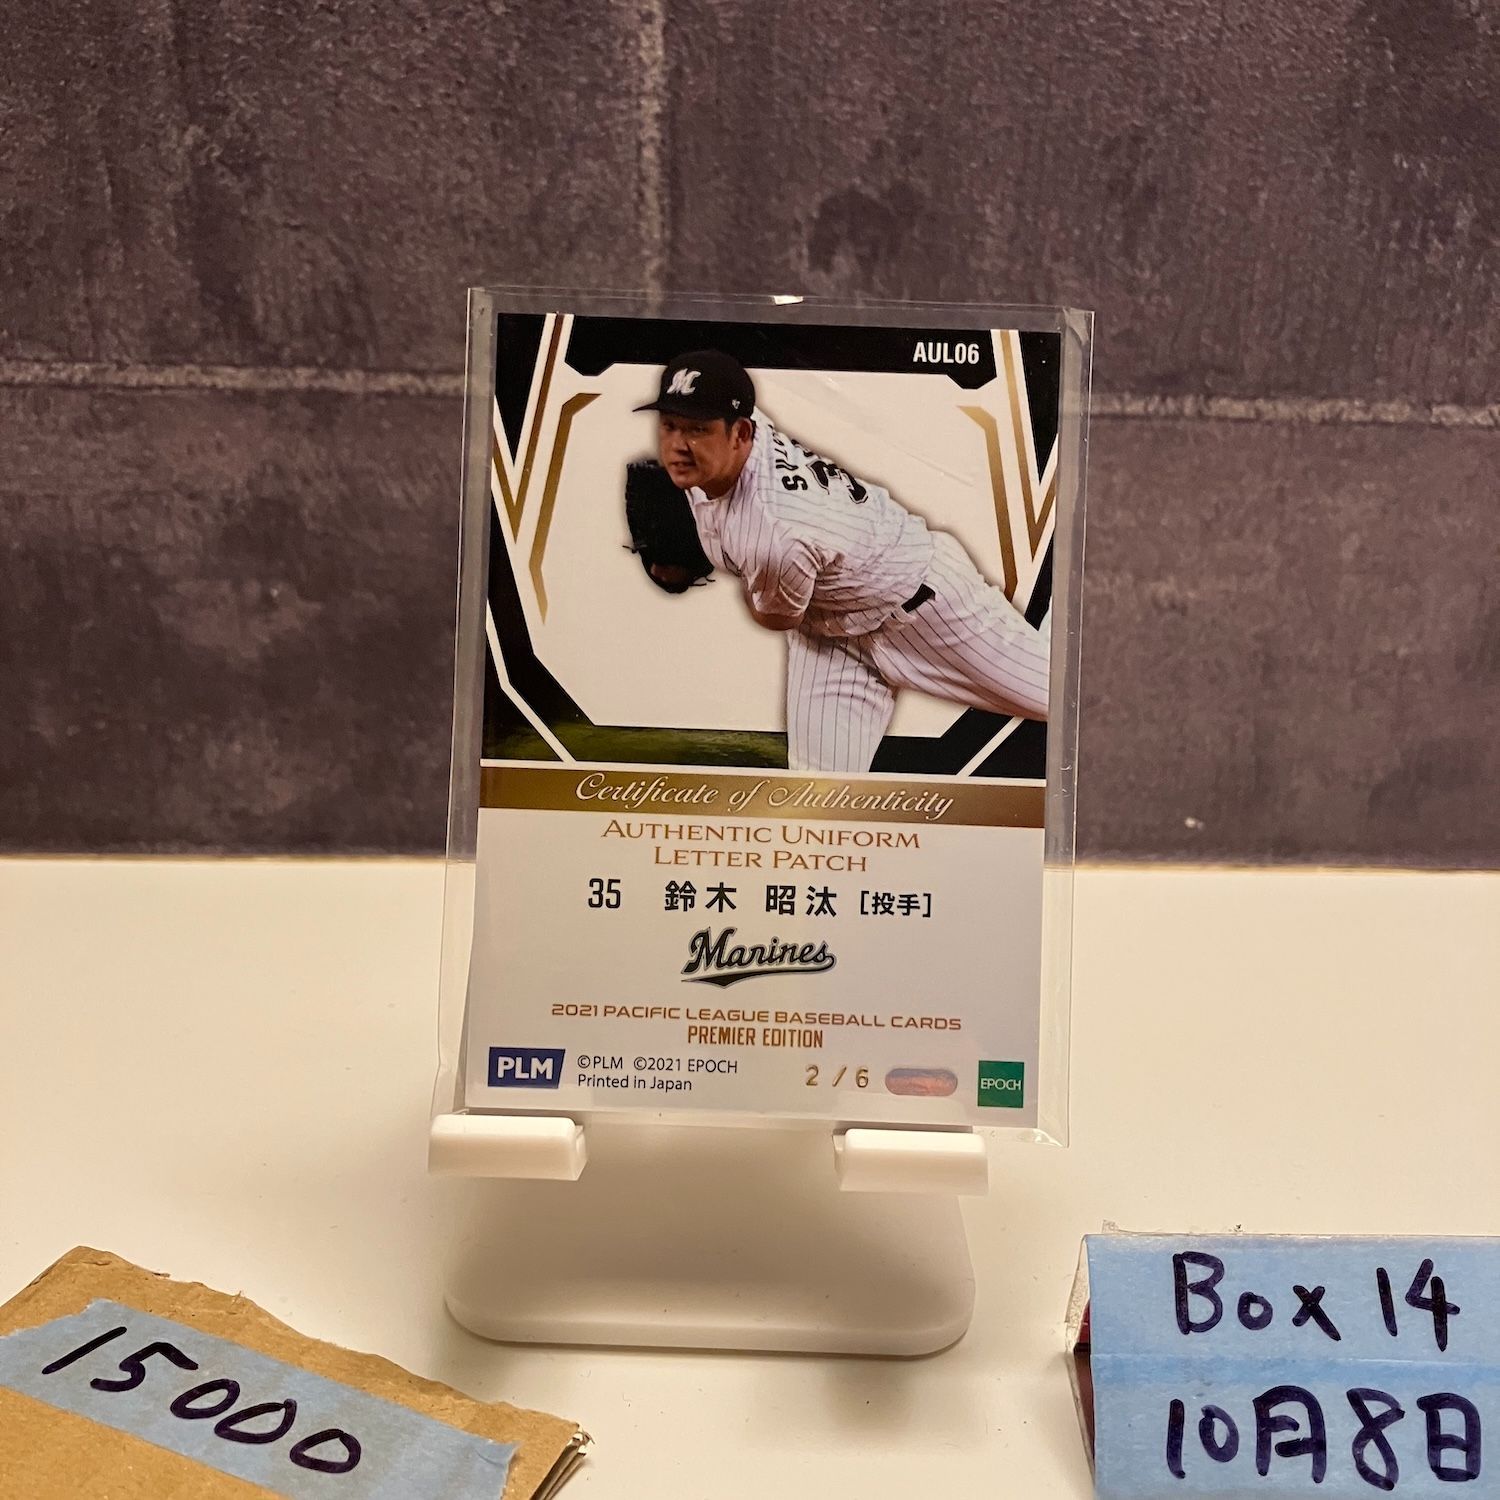 AUL06
M
SUZU
35
Certificate of Authenticity
AUTHENTIC UNIFORM
LETTER PATCH
35 鈴木 昭汰 [投手]
Marines
2021 PACIFIC LEAGUE BASEBALL CARDS
PREMIER EDITION
PLM ©PLM ©2021 EPOCH
Printed in Japan
2/6
EPOCH
15000
Box 14
10月8日